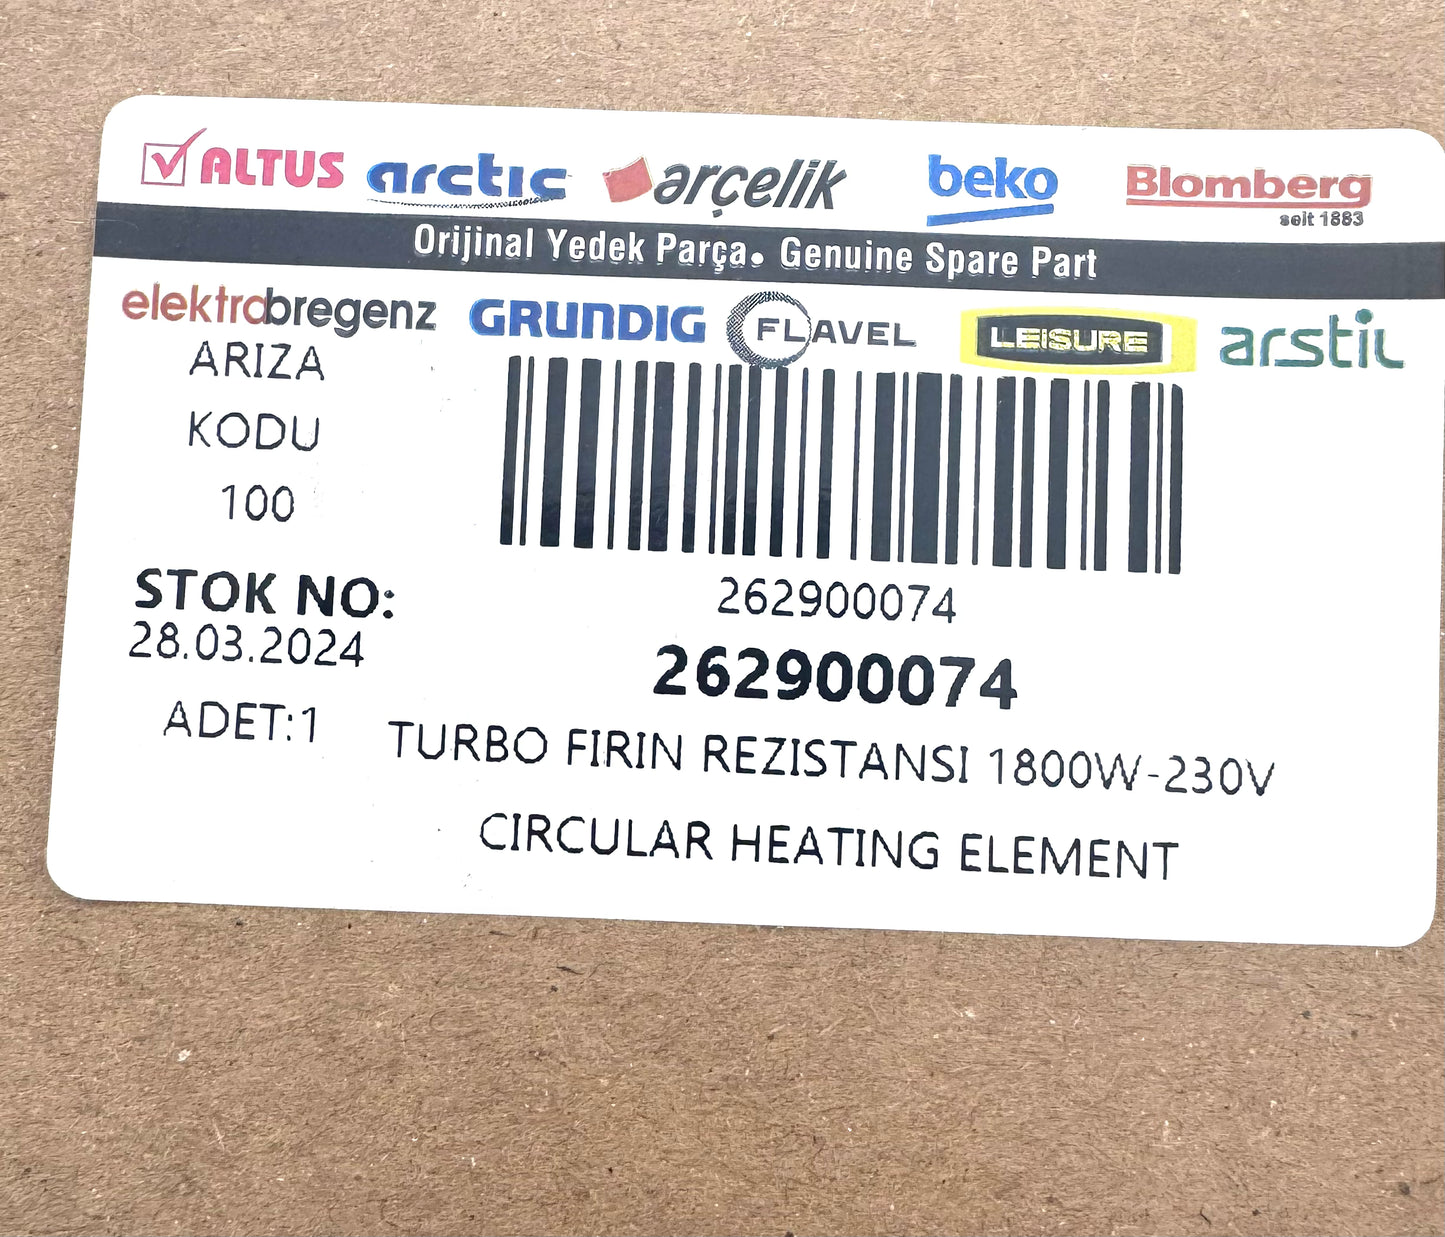 ALTUS arctic arçelik beko Blomberg
seit 1883
Orijinal Yedek Parça. Genuine Spare Part
elektrabregenz GRUNDIG FLAVEL LEISURE arstil
ARIZA
KODU
100
262900074
STOK NO:
28.03.2024
262900074
ADET:1
TURBO FIRIN REZISTANSI 1800W-230V
CIRCULAR HEATING ELEMENT